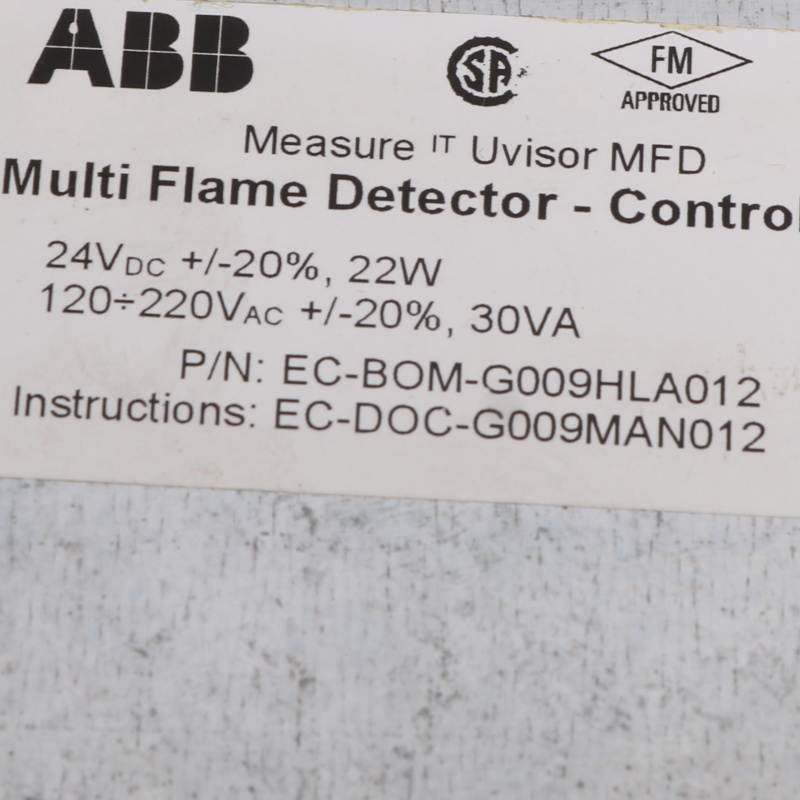 ABB
SA
FM
APPROVED
Measure IT Uvisor MFD
Multi Flame Detector - Control
24VDC +/-20%, 22W
120÷220VAC +/-20%, 30VA
P/N: EC-BOM-G009HLA012
Instructions: EC-DOC-G009MAN012